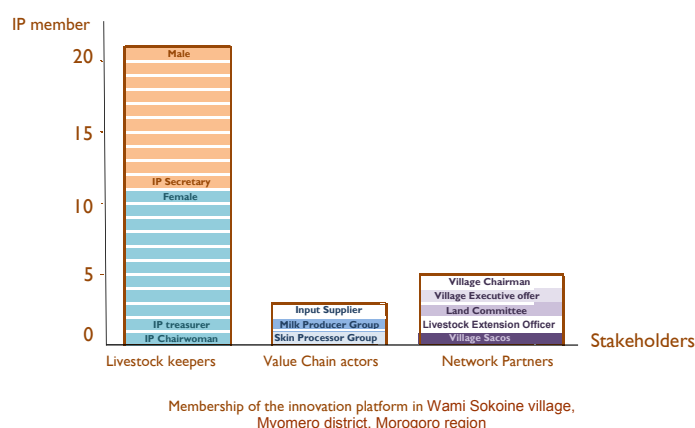 IP member
20
15
10
5
0
Male
IP Secretary
Female
IP treasurer
IP Chairwoman
Input Supplier
Milk Producer Group
Skin Processor Group
Village Chairman
Village Executive offer
Land Committee
Livestock Extension Officer
Village Sacos
Stakeholders
Livestock keepers
Value Chain actors
Network Partners
Membership of the innovation platform in Wami Sokoine village,
Mvomero district, Morogoro region